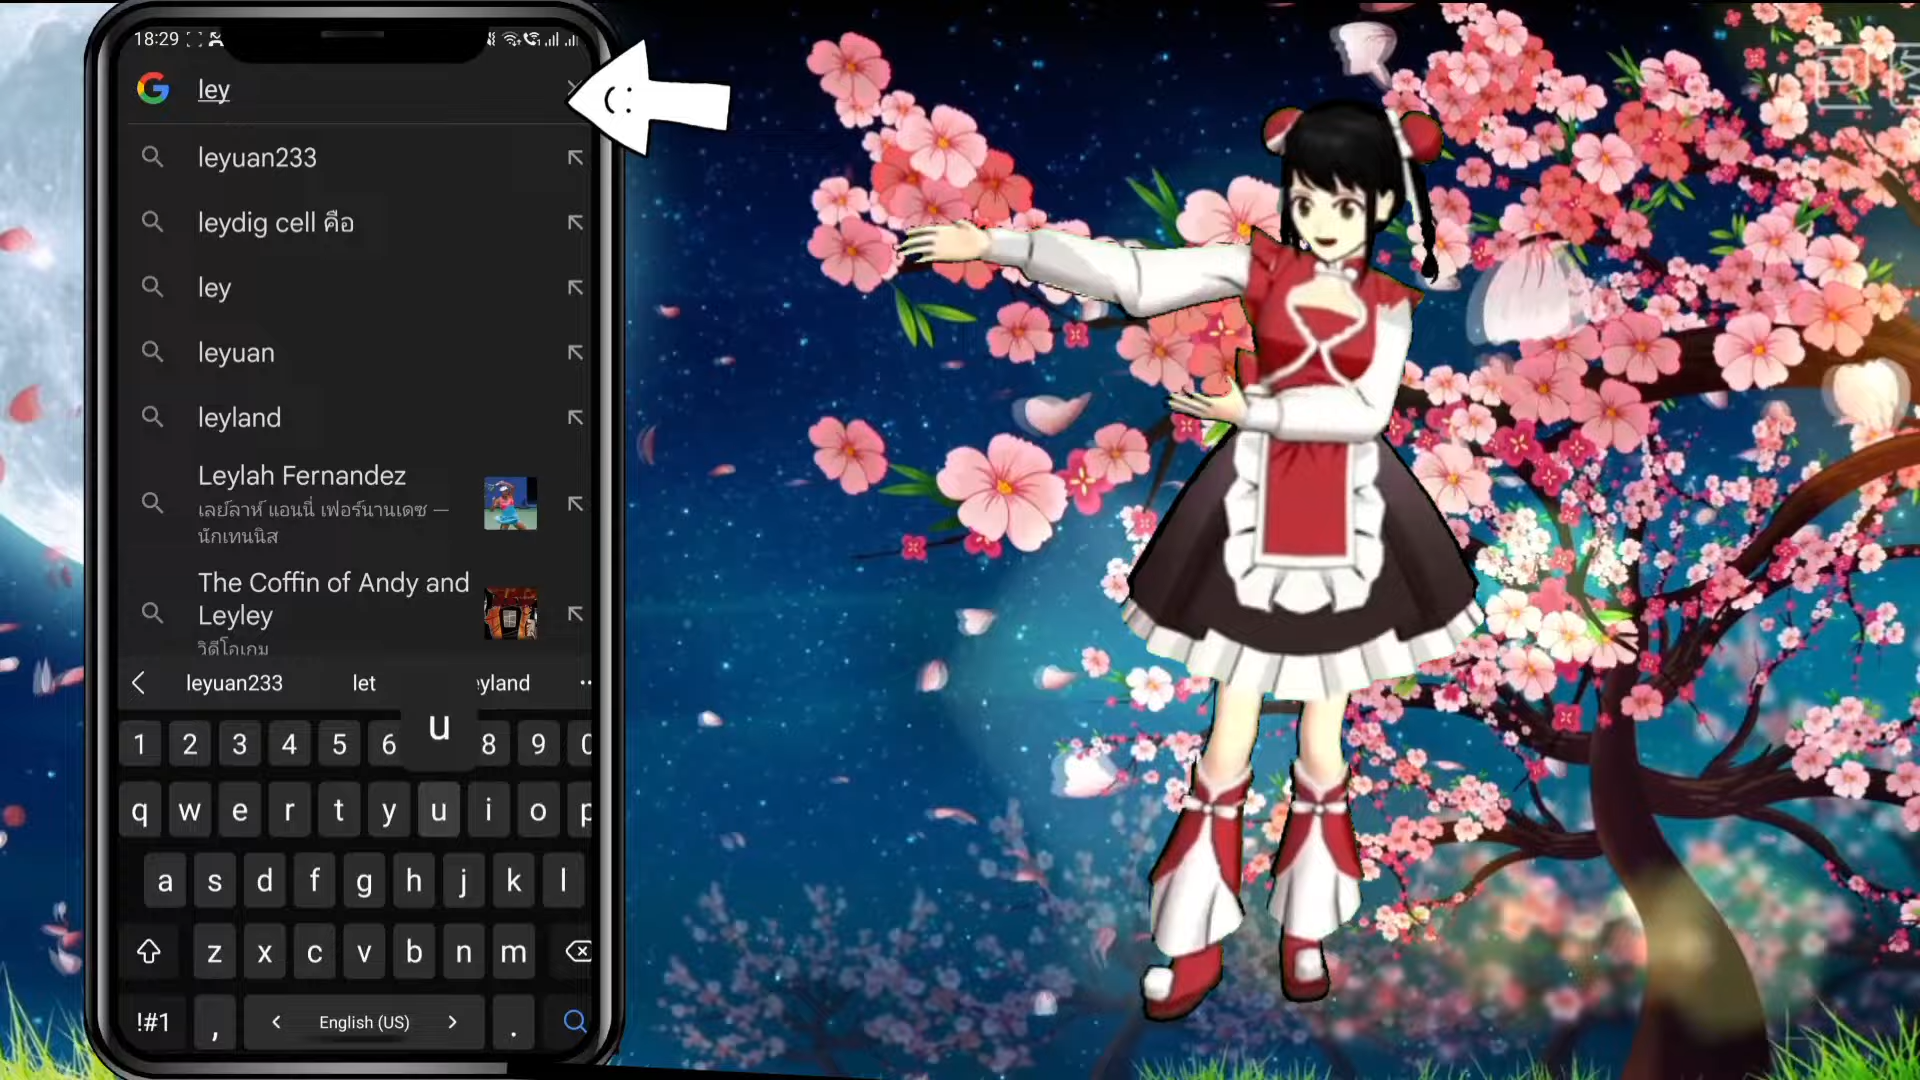 18:29
ley
leyuan233
leydig cell คือ
ley
leyuan
leyland
Leylah Fernandez
เลย์ลาห์ แอนนี่ เฟอร์นานเดซ —
นักเทนนิส
The Coffin of Andy and
Leyley
วิดีโอเกม
leyuan233 let eyland
u
1 2 3 4 5 6 8 9 0
q w e r t y u i o p
a s d f g h j k l
z x c v b n m
!#1 , English (US) .